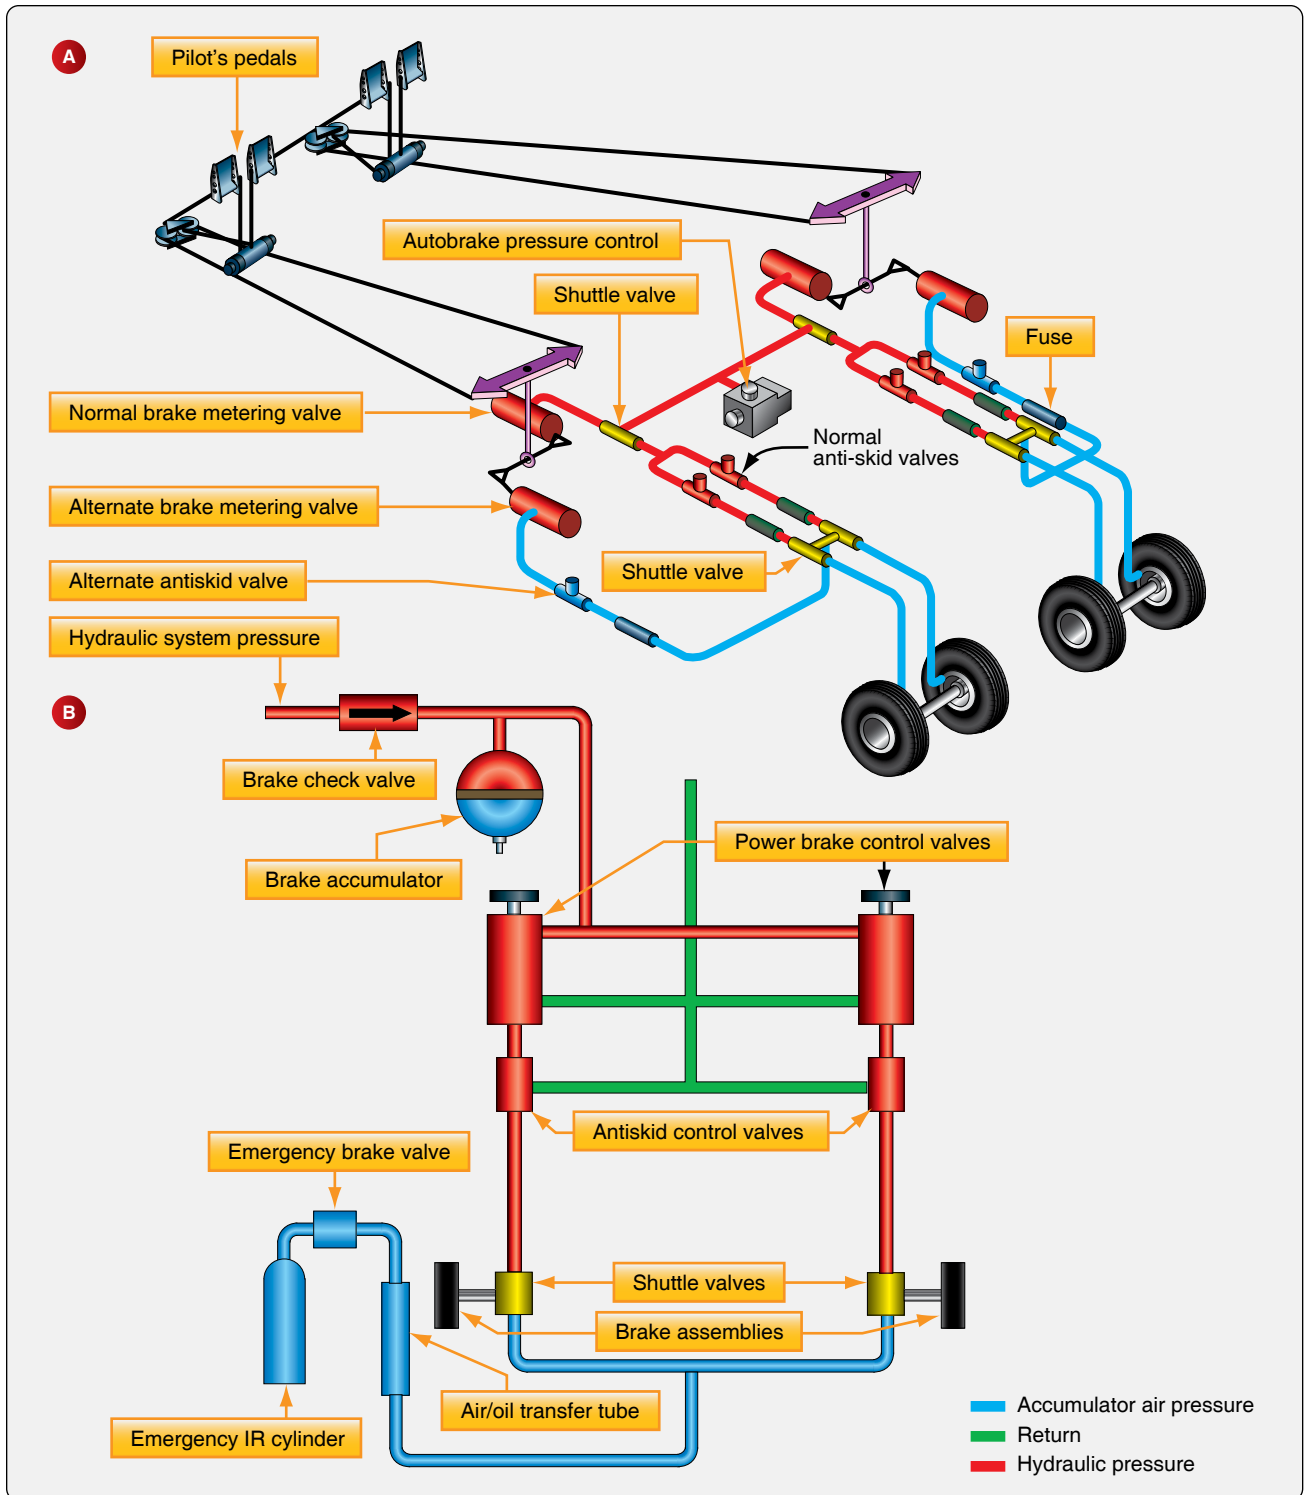 A
Pilot's pedals
Autobrake pressure control
Shuttle valve
Fuse
Normal brake metering valve
Normal
anti-skid valves
Alternate brake metering valve
Shuttle valve
Alternate antiskid valve
Hydraulic system pressure
B
Brake check valve
Power brake control valves
Brake accumulator
Antiskid control valves
Emergency brake valve
Shuttle valves
Brake assemblies
Air/oil transfer tube
Emergency IR cylinder
Accumulator air pressure
Return
Hydraulic pressure